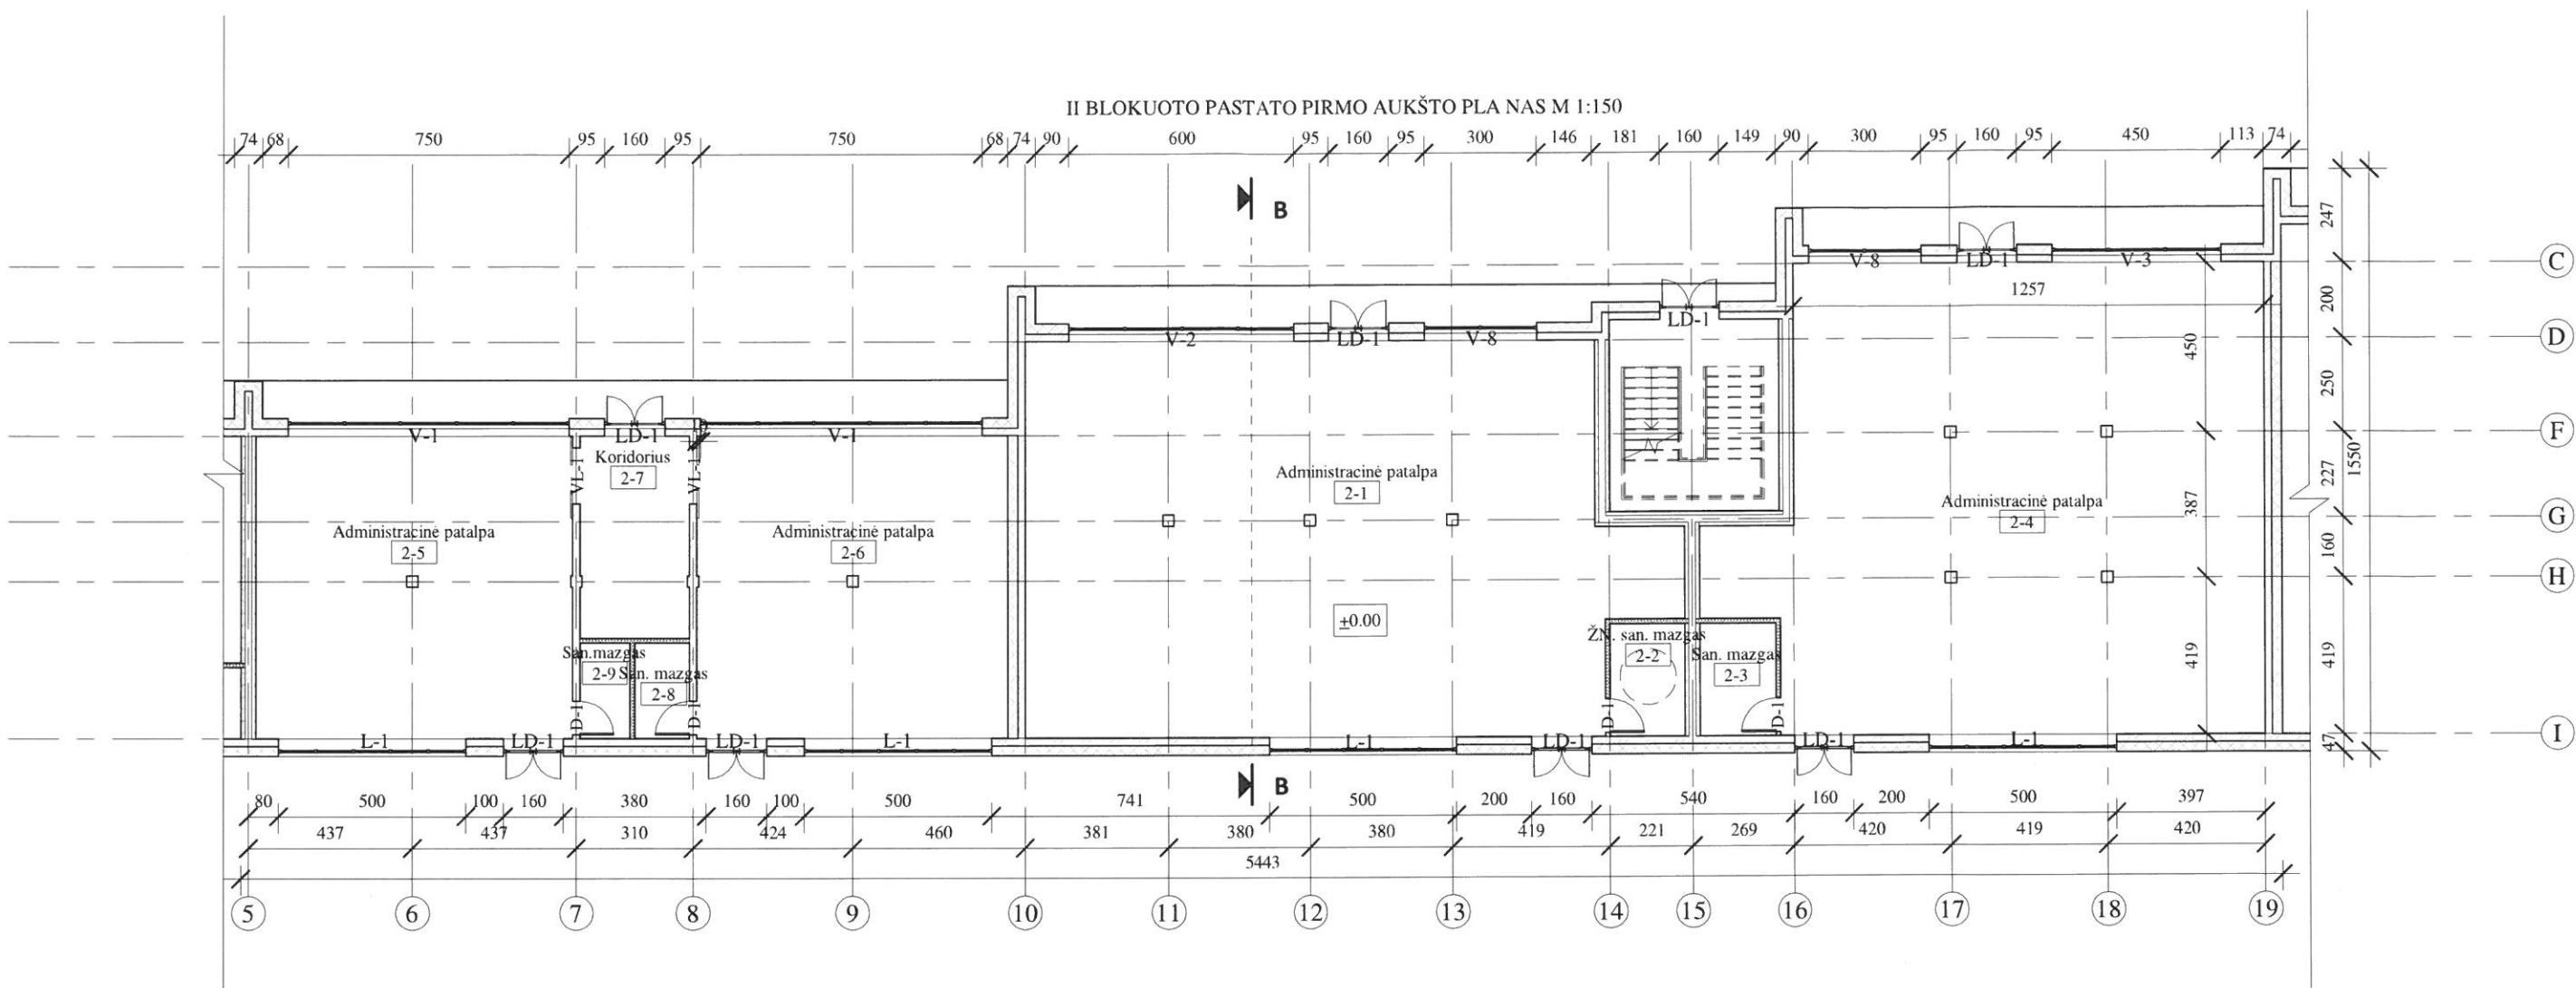 II BLOKUOTO PASTATO PIRMO AUKŠTO PLA NAS M 1:150
74 68 750 95 160 95 750 68 74 90 600 95 160 95 300 146 181 160 149 90 300 95 160 95 450 113 74
B
247
V-8 LD-1 V-3
C
1257
200
LD-1
V-2 LD-1 V-8
D
450
250
V-1 LD-1 V-1
F
Koridorius
2-7
VL-1 VL-1
Administracinė patalpa
2-1
227
1550
Administracinė patalpa
2-4
387
G
Administracinė patalpa
2-5
Administracinė patalpa
2-6
160
H
±0.00
ŽN. san. mazgas
2-2
San. mazgas
2-3
San.mazgas
2-9
San. mazgas
2-8
419
419
D-1 D-1 D-1 D-1
L-1 LD-1 LD-1 L-1 L-1 LD-1 LD-1 L-1
47
I
B
80 500 100 160 380 160 100 500 741 500 200 160 540 160 200 500 397
437 437 310 424 460 381 380 380 419 221 269 420 419 420
5443
5 6 7 8 9 10 11 12 13 14 15 16 17 18 19